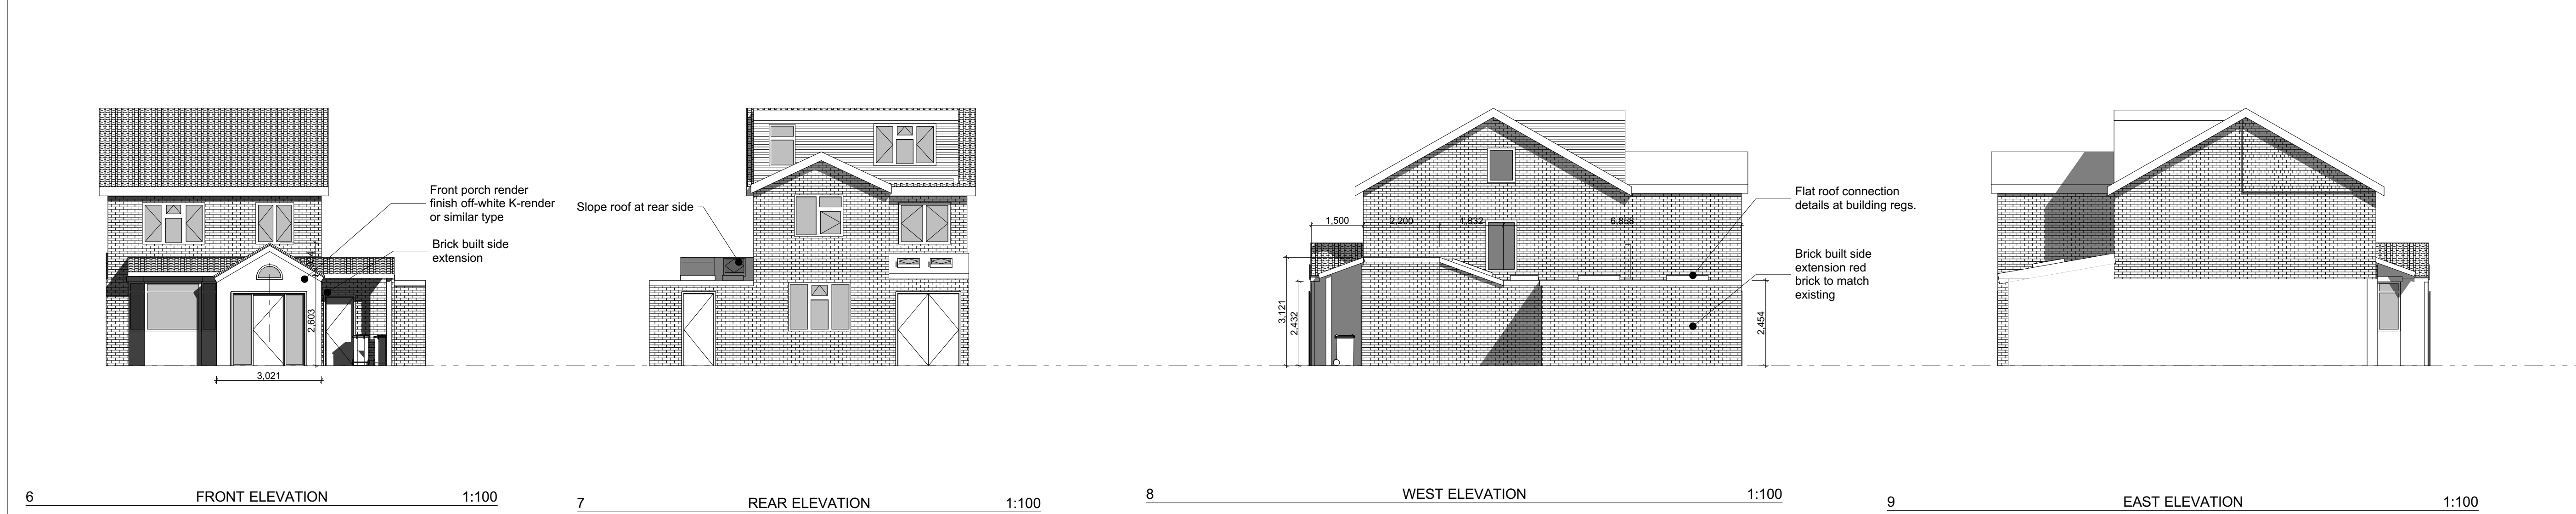 Front porch render
finish off-white K-render
or similar type
Brick built side
extension
2,603
3,021
6 FRONT ELEVATION 1:100
Slope roof at rear side
7 REAR ELEVATION 1:100
1,500 2,200 1,832 6,858
3,121
2,432
2,454
Flat roof connection
details at building regs.
Brick built side
extension red
brick to match
existing
8 WEST ELEVATION 1:100
9 EAST ELEVATION 1:100